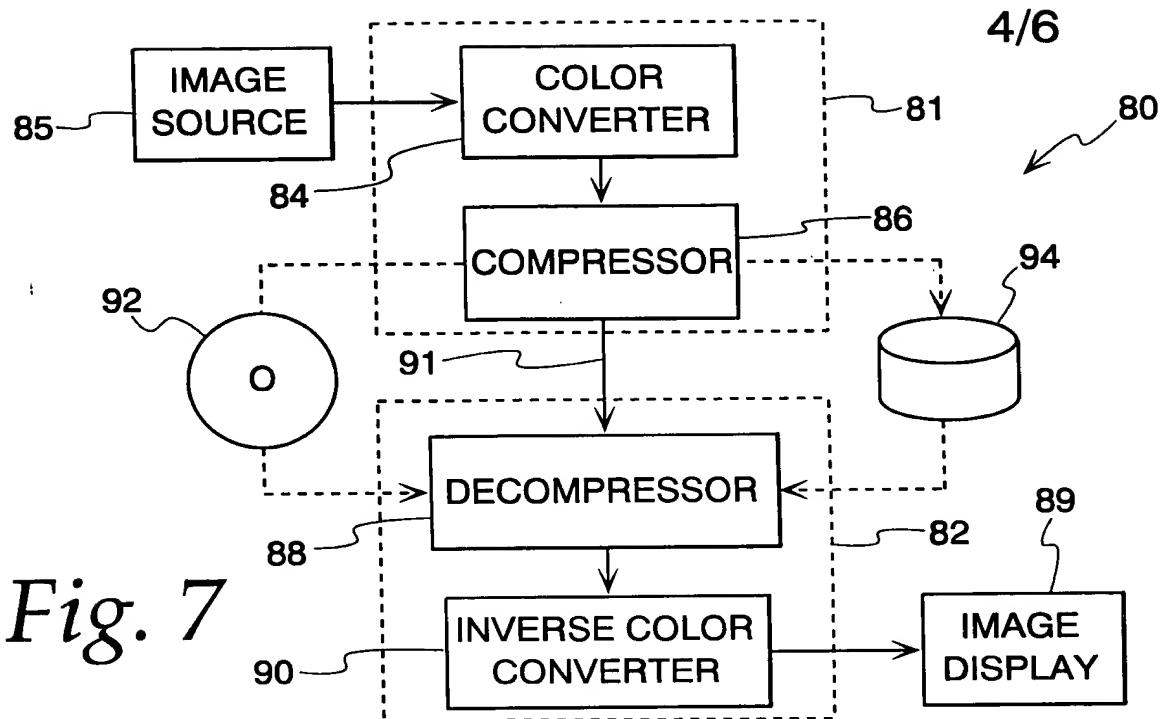 4/6
IMAGE
SOURCE
85
COLOR
CONVERTER
84
81
80
COMPRESSOR
86
92
O
94
91
DECOMPRESSOR
88
82
89
Fig. 7
INVERSE COLOR
CONVERTER
90
IMAGE
DISPLAY